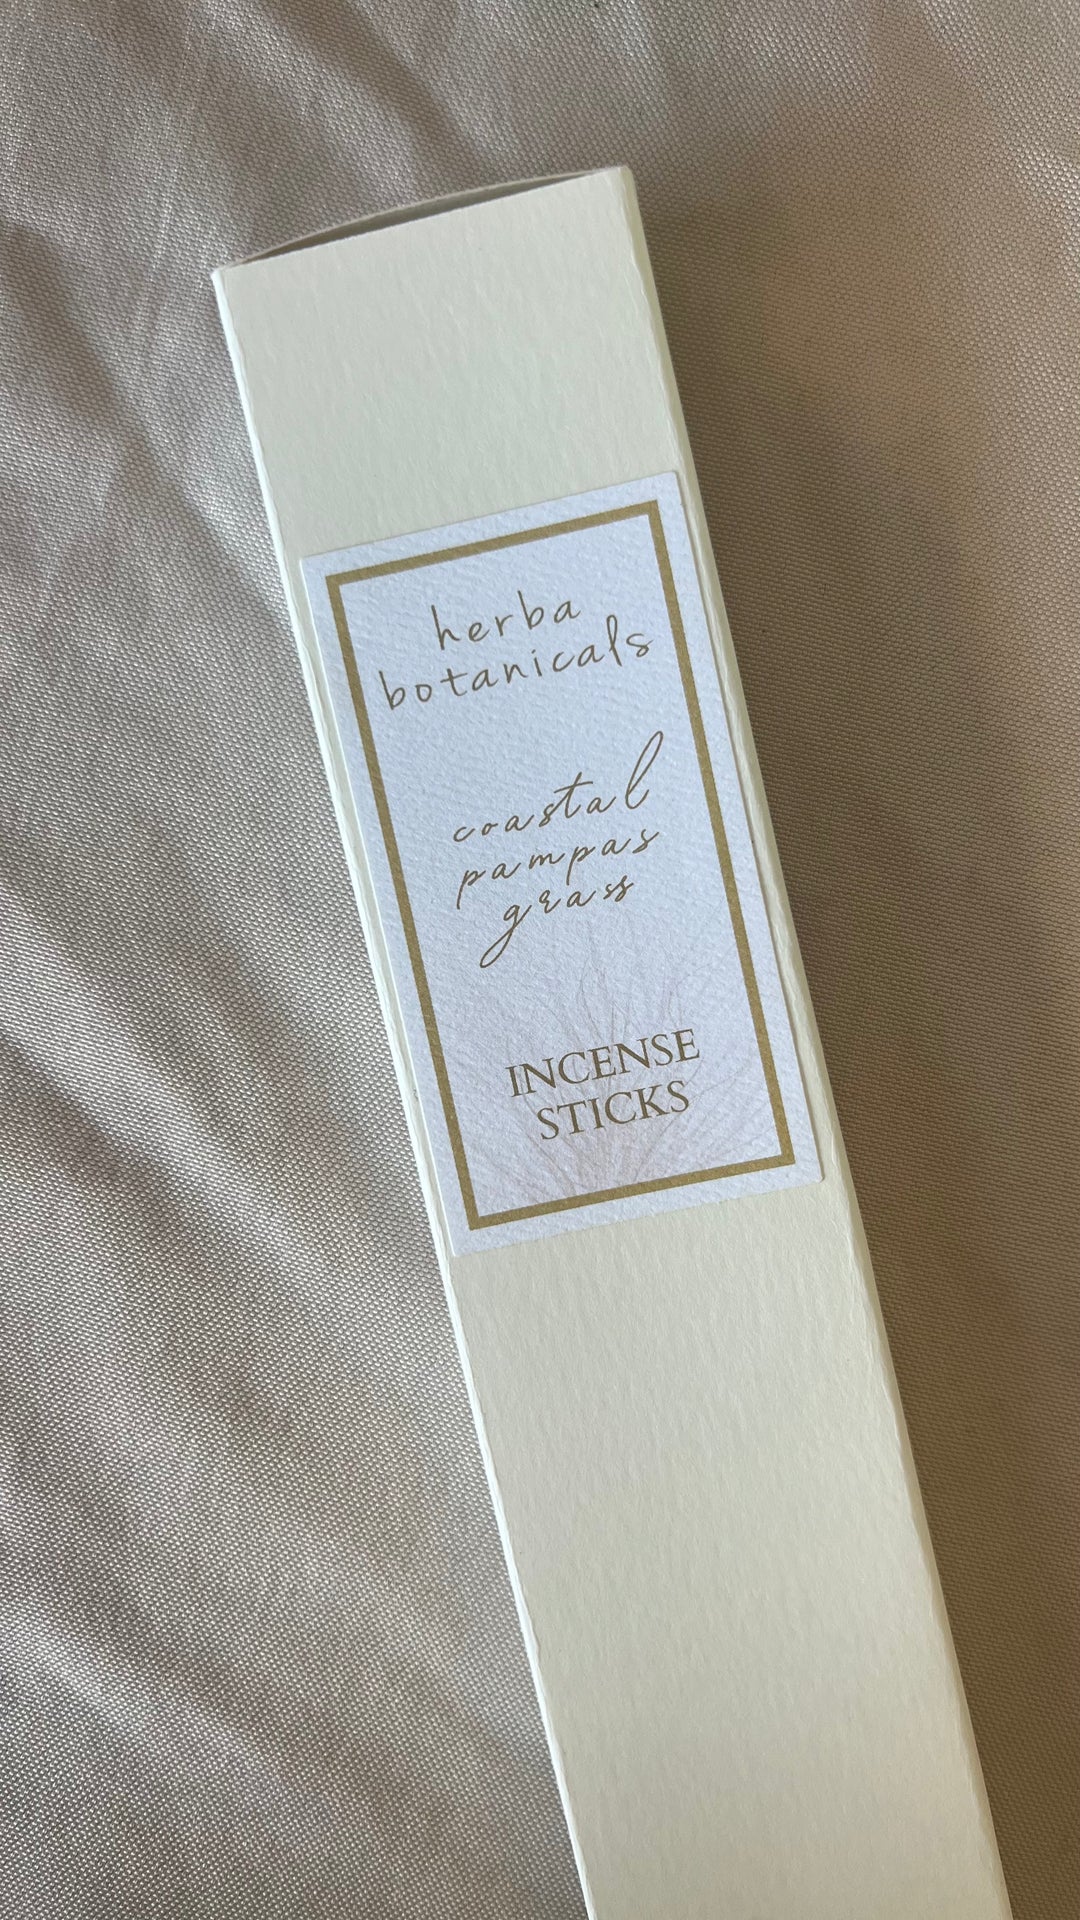 herba
botanicals
coastal
pampas
grass
INCENSE
STICKS